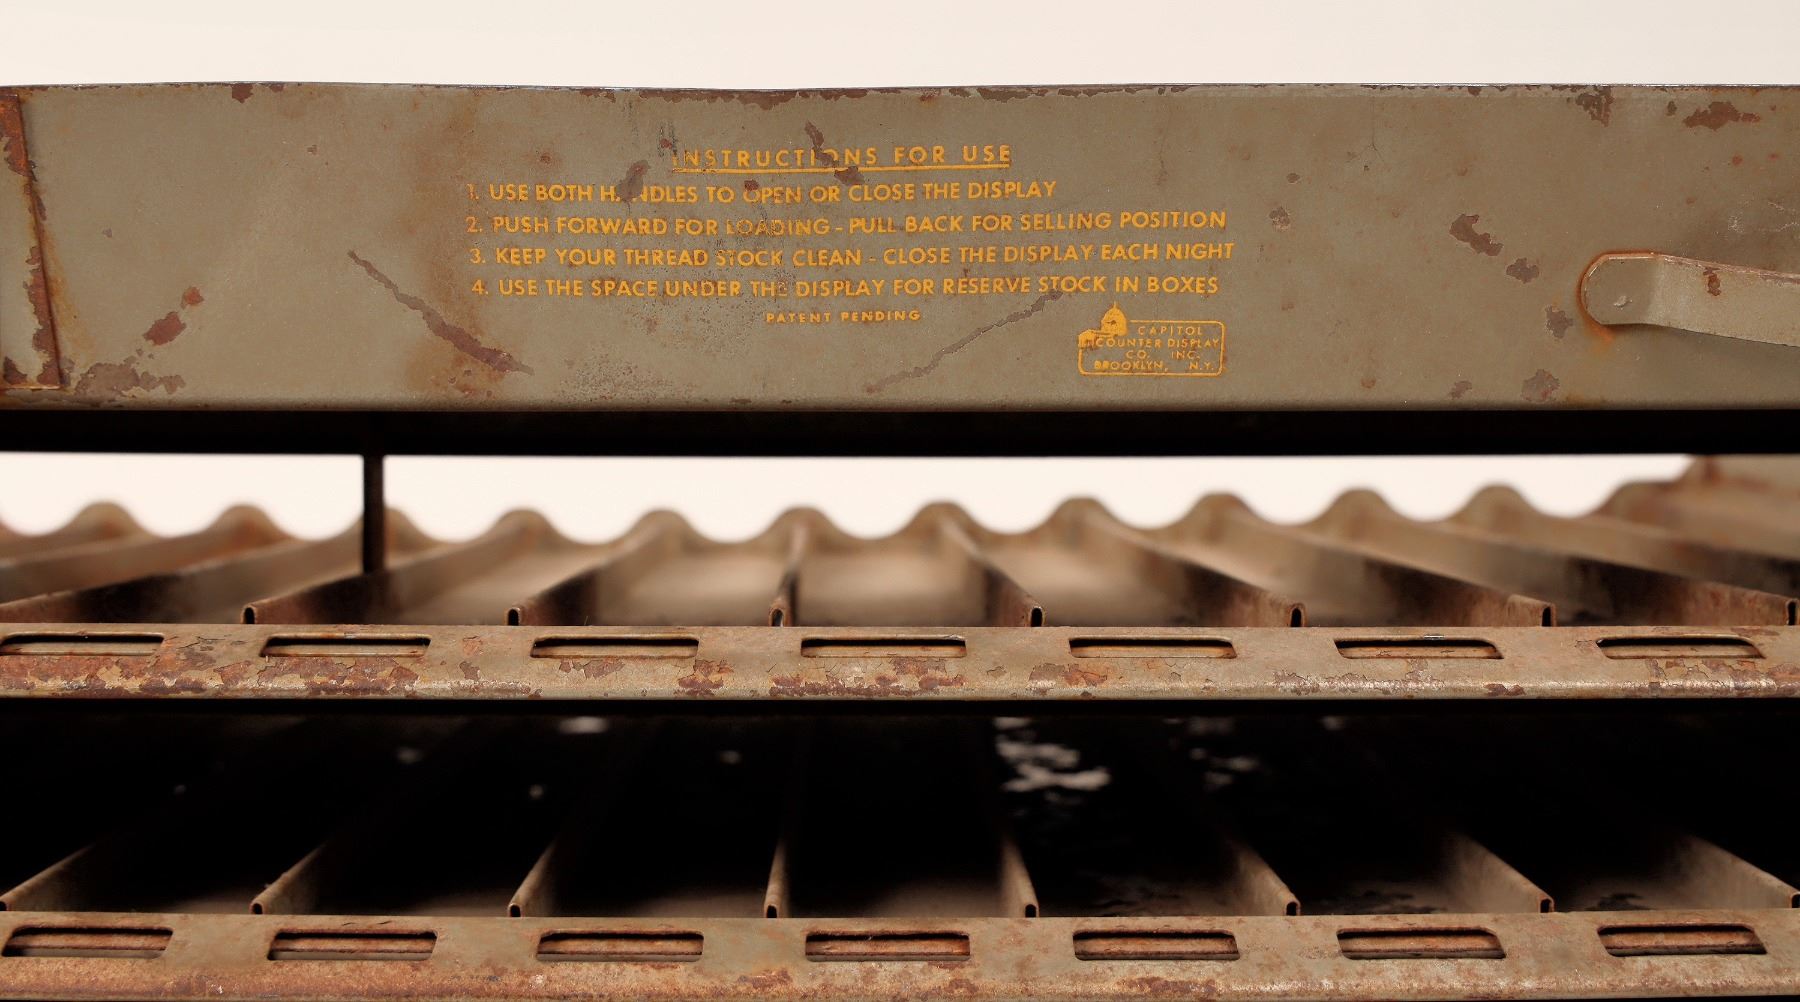 INSTRUCTIONS FOR USE
1. USE BOTH HANDLES TO OPEN OR CLOSE THE DISPLAY
2. PUSH FORWARD FOR LOADING - PULL BACK FOR SELLING POSITION
3. KEEP YOUR THREAD STOCK CLEAN - CLOSE THE DISPLAY EACH NIGHT
4. USE THE SPACE UNDER THE DISPLAY FOR RESERVE STOCK IN BOXES
PATENT PENDING
CAPITOL
COUNTER DISPLAY
CO. INC.
BROOKLYN, N.Y.